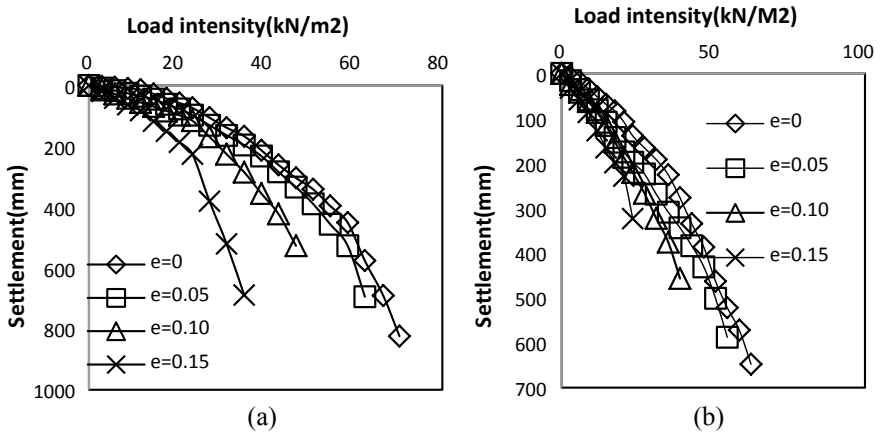 Load intensity(kN/m2)
0 20 40 60 80
0
200
400
600
800
1000
Settlement(mm)
e=0
e=0.05
e=0.10
e=0.15
(a)
Load intensity(kN/M2)
0 50 100
0
100
200
300
400
500
600
700
Settlement(mm)
e=0
e=0.05
e=0.10
e=0.15
(b)